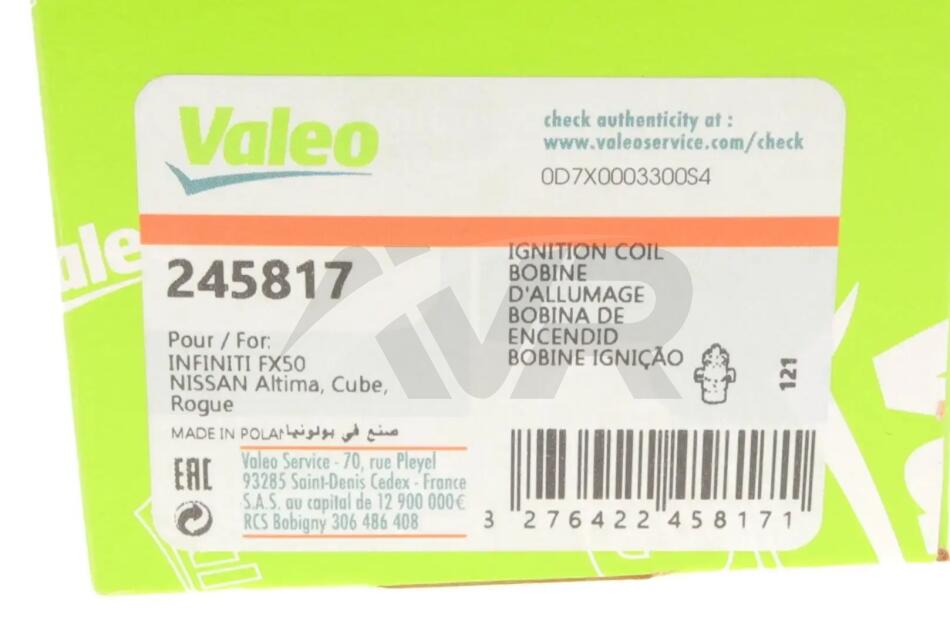 Valeo
check authenticity at :
www.valeoservice.com/check
0D7X0003300S4
ale
245817
IGNITION COIL
BOBINE
D'ALLUMAGE
BOBINA DE
ENCENDID
BOBINE IGNIÇÃO
121
Pour / For:
INFINITI FX50
NISSAN Altima, Cube,
Rogue
MADE IN POLAN صنع في بولونيا
EAC
Valeo Service - 70, rue Pleyel
93285 Saint-Denis Cedex - France
S.A.S. au capital de 12 900 000€
RCS Bobigny 306 486 408
3 276422 458171